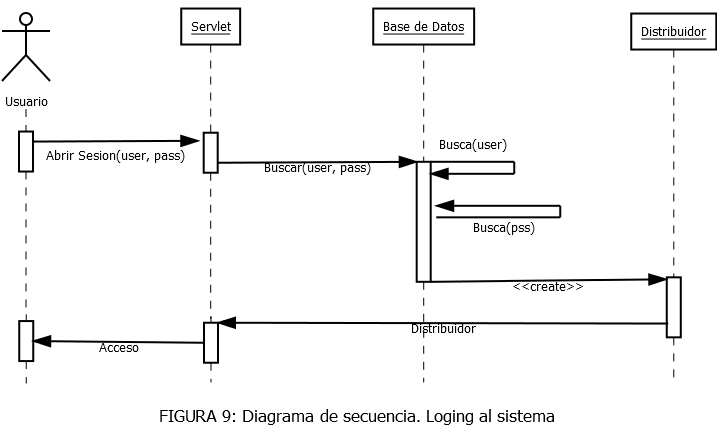 Servlet
Base de Datos
Distribuidor
Usuario
Abrir Sesion(user, pass)
Buscar(user, pass)
Busca(user)
Busca(pss)
<<create>>
Distribuidor
Acceso
FIGURA 9: Diagrama de secuencia. Loging al sistema